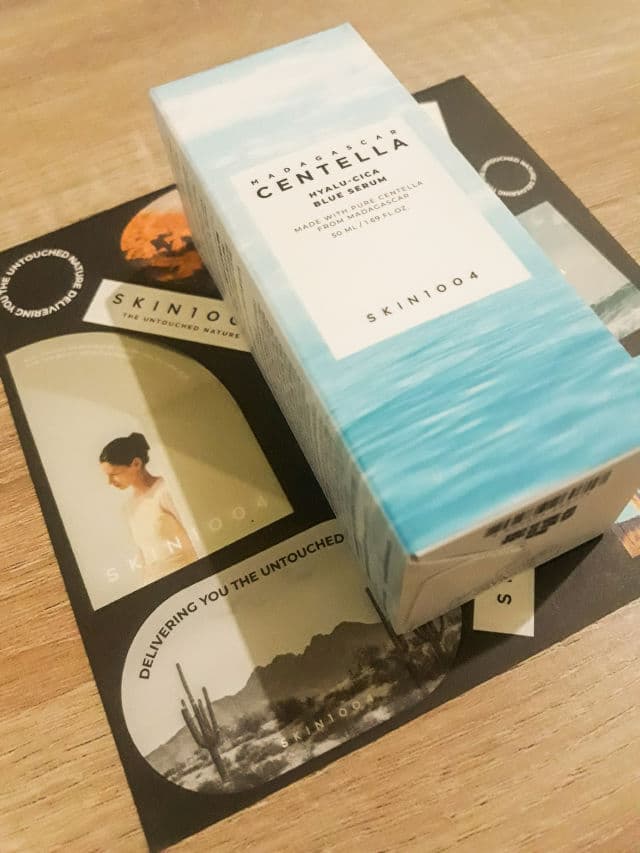 MADAGASCAR
CENTELLA
HYALU-CICA
BLUE SERUM
MADE WITH PURE CENTELLA
FROM MADAGASCAR
50 ML / 1.69 FL.OZ.
SKIN1004
DELIVERING YOU THE UNTOUCHED NATURE
SKIN100
THE UNTOUCHED NATURE
SKIN1004
DELIVERING YOU THE UNTOUCHED
SKIN1004
S